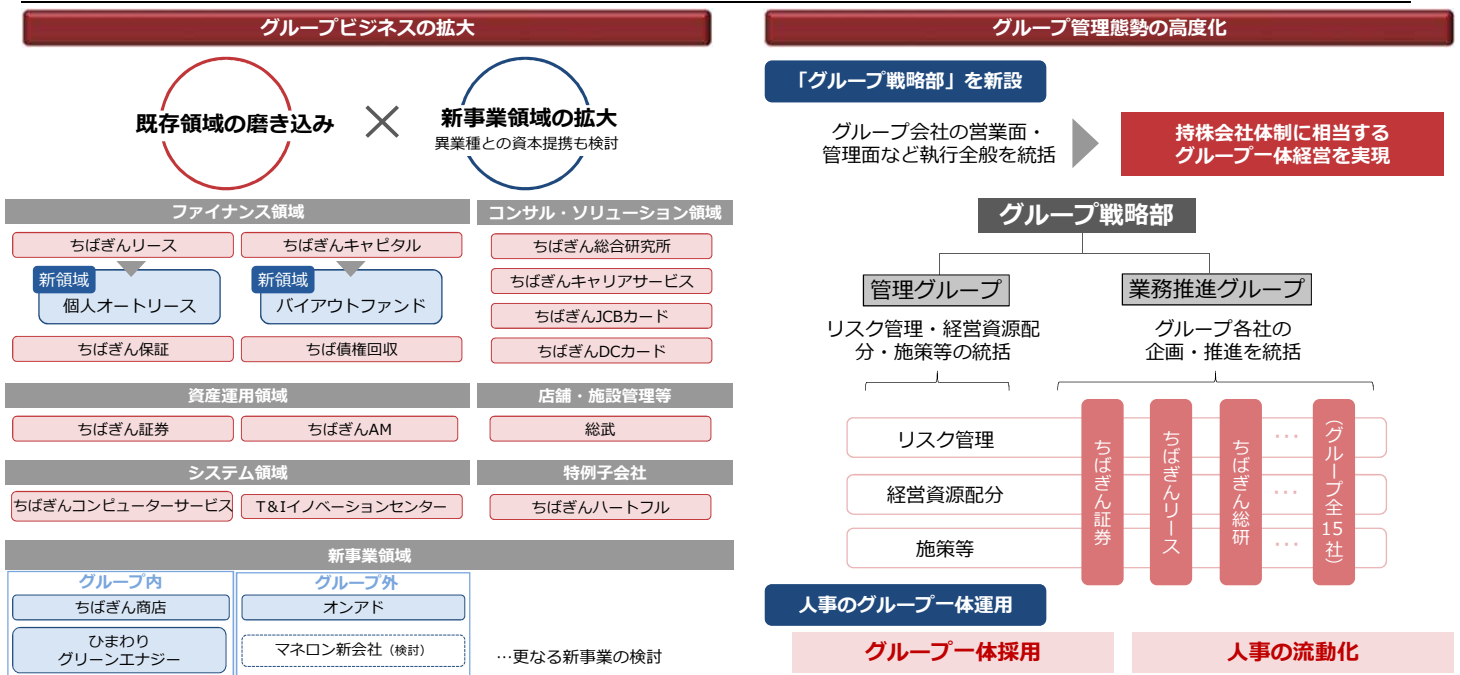 グループビジネスの拡大
既存領域の磨き込み
×
新事業領域の拡大
異業種との資本提携も検討
ファイナンス領域
ちばぎんリース
ちばぎんキャピタル
新領域
個人オートリース
新領域
バイアウトファンド
ちばぎん保証
ちば債権回収
コンサル・ソリューション領域
ちばぎん総合研究所
ちばぎんキャリアサービス
ちばぎんJCBカード
ちばぎんDCカード
資産運用領域
ちばぎん証券
ちばぎんAM
店舗・施設管理等
総武
システム領域
ちばぎんコンピューターサービス
T&Iイノベーションセンター
特例子会社
ちばぎんハートフル
新事業領域
グループ内
ちばぎん商店
ひまわり
グリーンエナジー
グループ外
オンアド
マネロン新会社（検討）
…更なる新事業の検討
グループ管理態勢の高度化
「グループ戦略部」を新設
グループ会社の営業面・
管理面など執行全般を統括
持株会社体制に相当する
グループ一体経営を実現
グループ戦略部
管理グループ
リスク管理・経営資源配
分・施策等の統括
業務推進グループ
グループ各社の
企画・推進を統括
リスク管理
経営資源配分
施策等
ちばぎん証券
ちばぎんリース
ちばぎん総研
…
…
…
（グループ全15社）
人事のグループ一体運用
グループ一体採用
人事の流動化